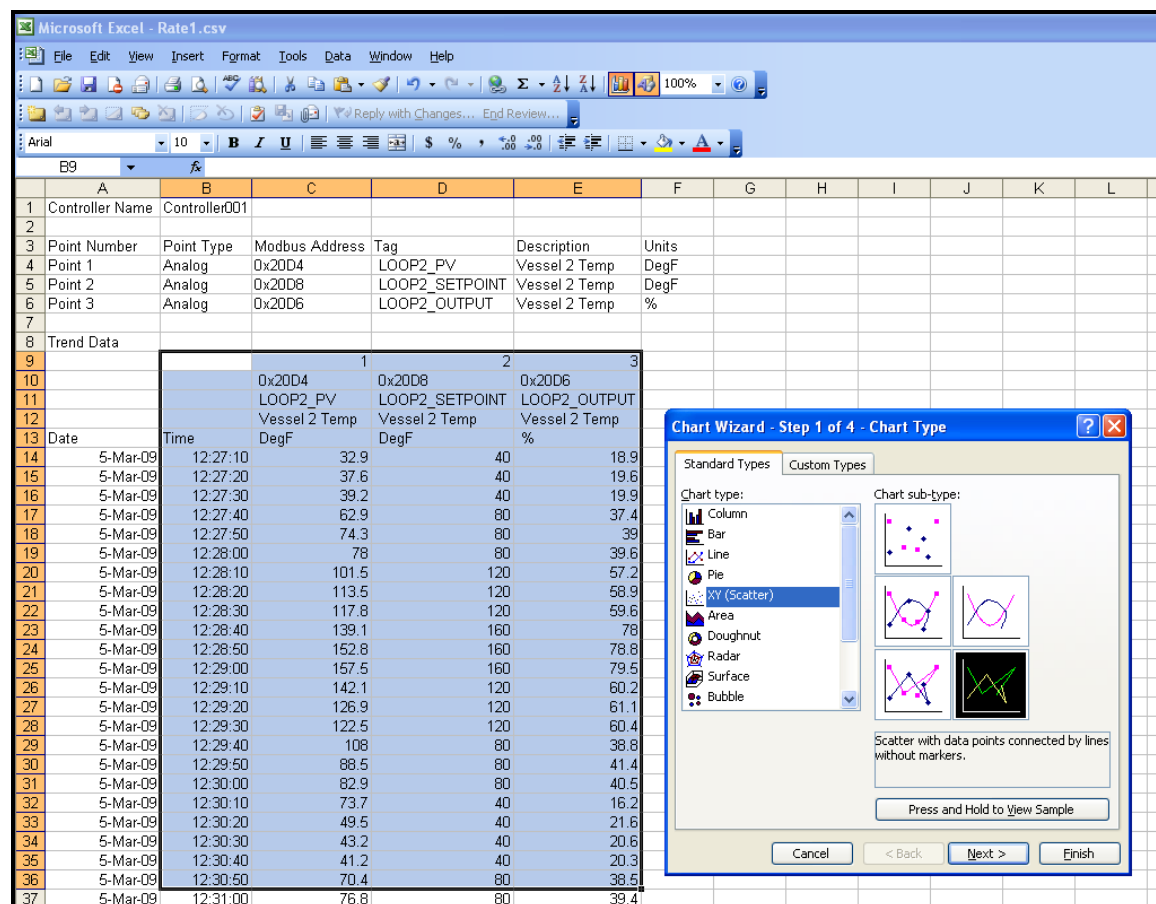 Microsoft Excel - Rate1.csv
File Edit View Insert Format Tools Data Window Help
100%
Reply with Changes... End Review...
Arial 10 B I U $ % ,
B9 fx
A B C D E F G H I J K L
1 Controller Name Controller001
2
3 Point Number Point Type Modbus Address Tag Description Units
4 Point 1 Analog 0x20D4 LOOP2_PV Vessel 2 Temp DegF
5 Point 2 Analog 0x20D8 LOOP2_SETPOINT Vessel 2 Temp DegF
6 Point 3 Analog 0x20D6 LOOP2_OUTPUT Vessel 2 Temp %
7
8 Trend Data
9 1 2 3
10 0x20D4 0x20D8 0x20D6
11 LOOP2_PV LOOP2_SETPOINT LOOP2_OUTPUT
12 Vessel 2 Temp Vessel 2 Temp Vessel 2 Temp
13 Date Time DegF DegF %
14 5-Mar-09 12:27:10 32.9 40 18.9
15 5-Mar-09 12:27:20 37.6 40 19.6
16 5-Mar-09 12:27:30 39.2 40 19.9
17 5-Mar-09 12:27:40 62.9 80 37.4
18 5-Mar-09 12:27:50 74.3 80 39
19 5-Mar-09 12:28:00 78 80 39.6
20 5-Mar-09 12:28:10 101.5 120 57.2
21 5-Mar-09 12:28:20 113.5 120 58.9
22 5-Mar-09 12:28:30 117.8 120 59.6
23 5-Mar-09 12:28:40 139.1 160 78
24 5-Mar-09 12:28:50 152.8 160 78.8
25 5-Mar-09 12:29:00 157.5 160 79.5
26 5-Mar-09 12:29:10 142.1 120 60.2
27 5-Mar-09 12:29:20 126.9 120 61.1
28 5-Mar-09 12:29:30 122.5 120 60.4
29 5-Mar-09 12:29:40 108 80 38.8
30 5-Mar-09 12:29:50 88.5 80 41.4
31 5-Mar-09 12:30:00 82.9 80 40.5
32 5-Mar-09 12:30:10 73.7 40 16.2
33 5-Mar-09 12:30:20 49.5 40 21.6
34 5-Mar-09 12:30:30 43.2 40 20.6
35 5-Mar-09 12:30:40 41.2 40 20.3
36 5-Mar-09 12:30:50 70.4 80 38.5
37 5-Mar-09 12:31:00 76.8 80 39.4
Chart Wizard - Step 1 of 4 - Chart Type
Standard Types Custom Types
Chart type:
Column
Bar
Line
Pie
XY (Scatter)
Area
Doughnut
Radar
Surface
Bubble
Chart sub-type:
Scatter with data points connected by lines
without markers.
Press and Hold to View Sample
Cancel < Back Next > Finish